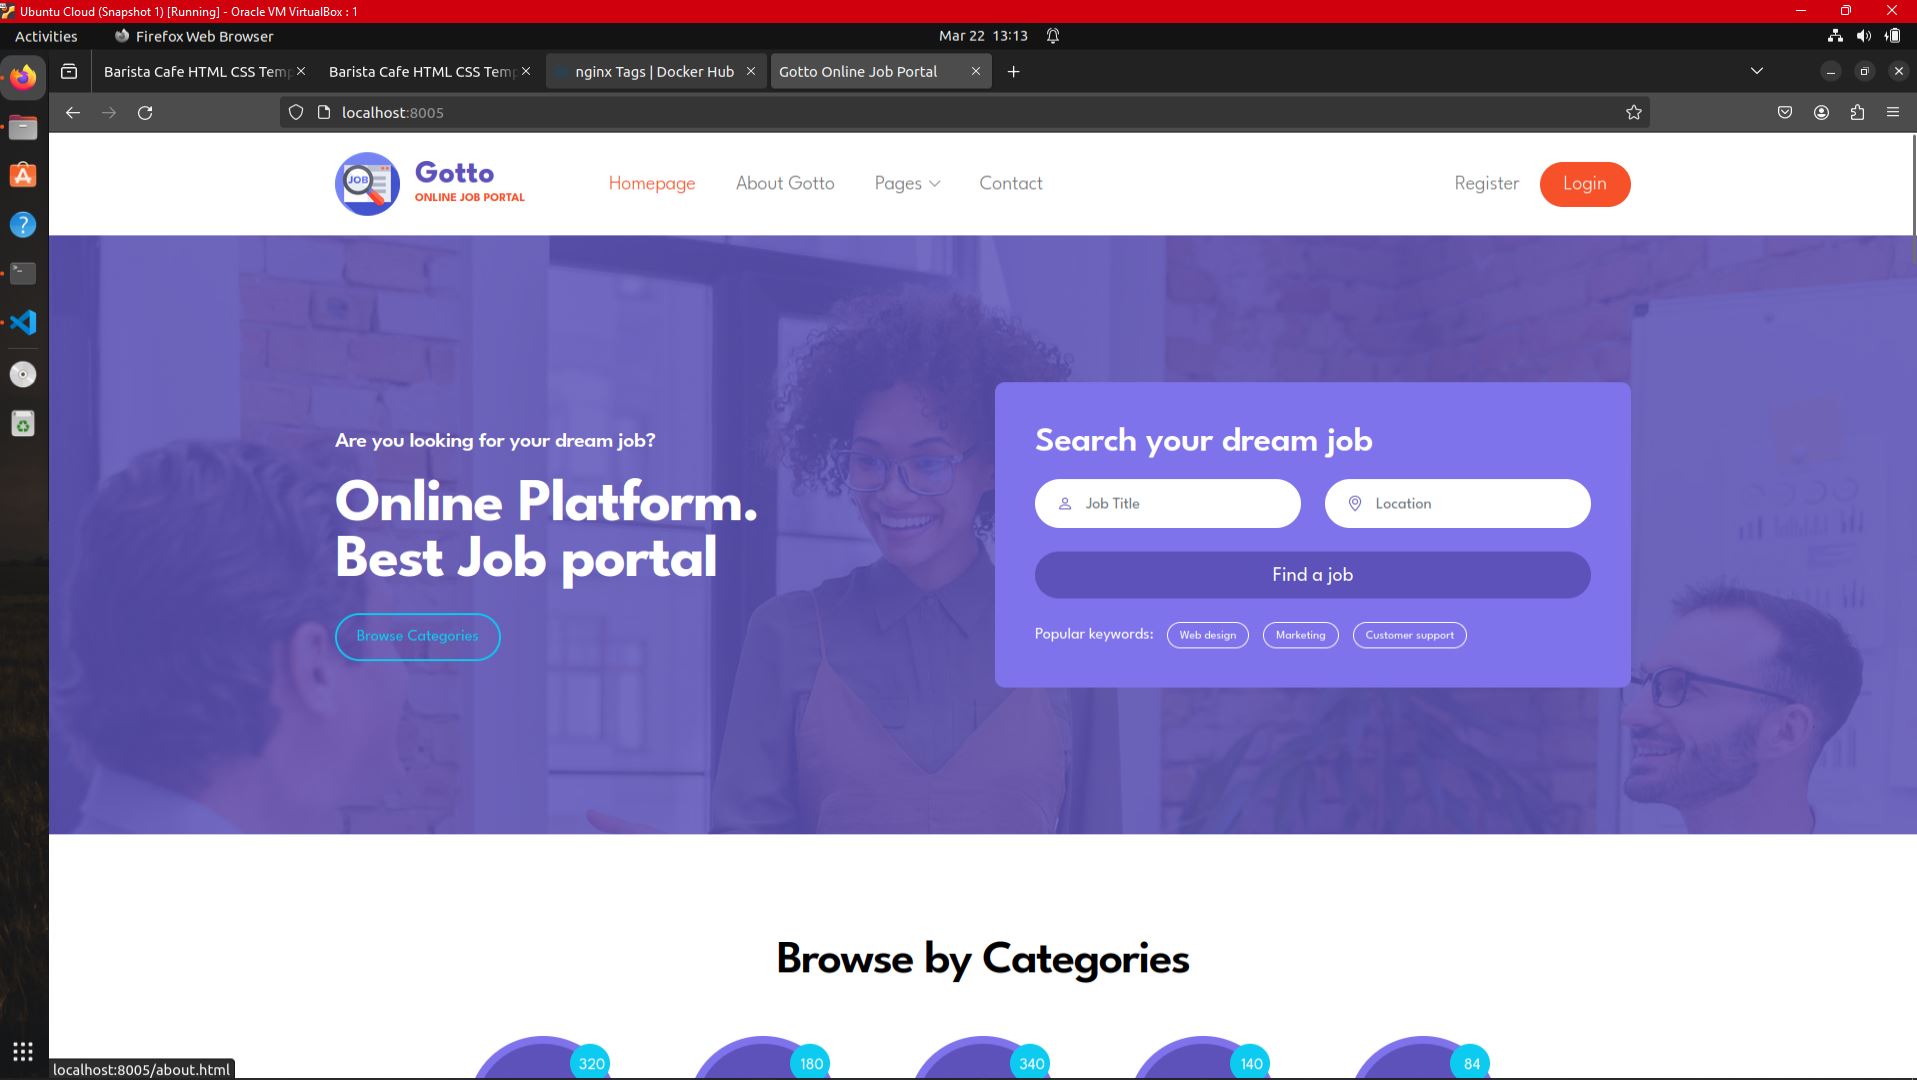 Ubuntu Cloud (Snapshot 1) [Running] - Oracle VM VirtualBox : 1
Activities Firefox Web Browser Mar 22 13:13
Barista Cafe HTML CSS Temp Barista Cafe HTML CSS Temp nginx Tags | Docker Hub Gotto Online Job Portal
localhost:8005
JOB
Gotto
ONLINE JOB PORTAL
Homepage About Gotto Pages Contact Register Login
Are you looking for your dream job?
Online Platform.
Best Job portal
Browse Categories
Search your dream job
Job Title Location
Find a job
Popular keywords: Web design Marketing Customer support
Browse by Categories
320 180 340 140 84
localhost:8005/about.html